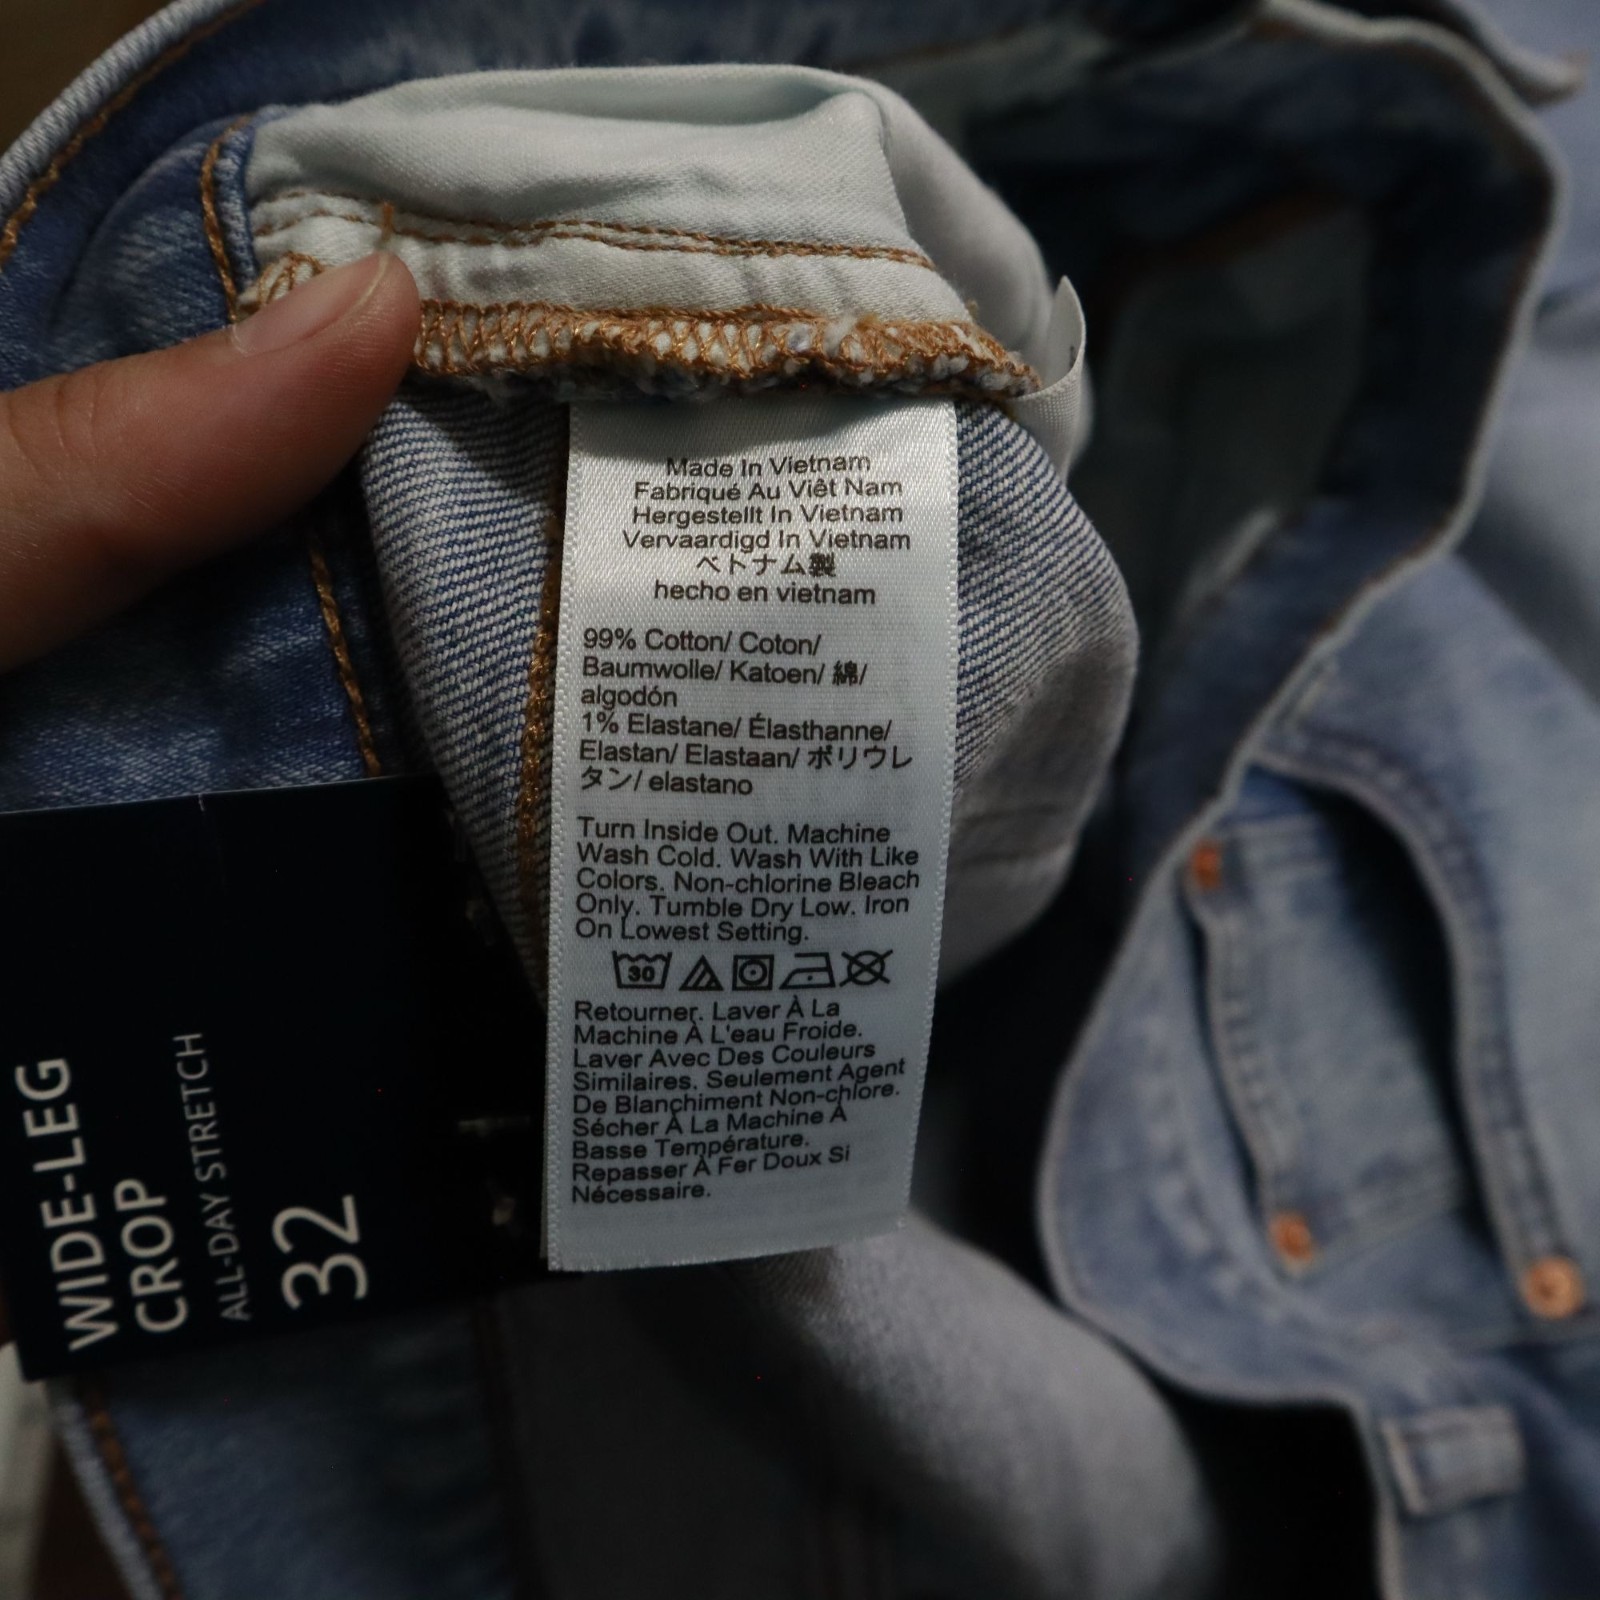 Made In Vietnam
Fabriqué Au Viêt Nam
Hergestellt In Vietnam
Vervaardigd In Vietnam
ベトナム製
hecho en vietnam
99% Cotton/ Coton/
Baumwolle/ Katoen/ 綿/
algodón
1% Elastane/ Élasthanne/
Elastan/ Elastaan/ ポリウレ
タン/ elastano
Turn Inside Out. Machine
Wash Cold. Wash With Like
Colors. Non-chlorine Bleach
Only. Tumble Dry Low. Iron
On Lowest Setting.
30
Retourner. Laver À La
Machine À L'eau Froide.
Laver Avec Des Couleurs
Similaires. Seulement Agent
De Blanchiment Non-chlore.
Sécher À La Machine À
Basse Température.
Repasser À Fer Doux Si
Nécessaire.
WIDE-LEG
CROP
ALL-DAY STRETCH
32